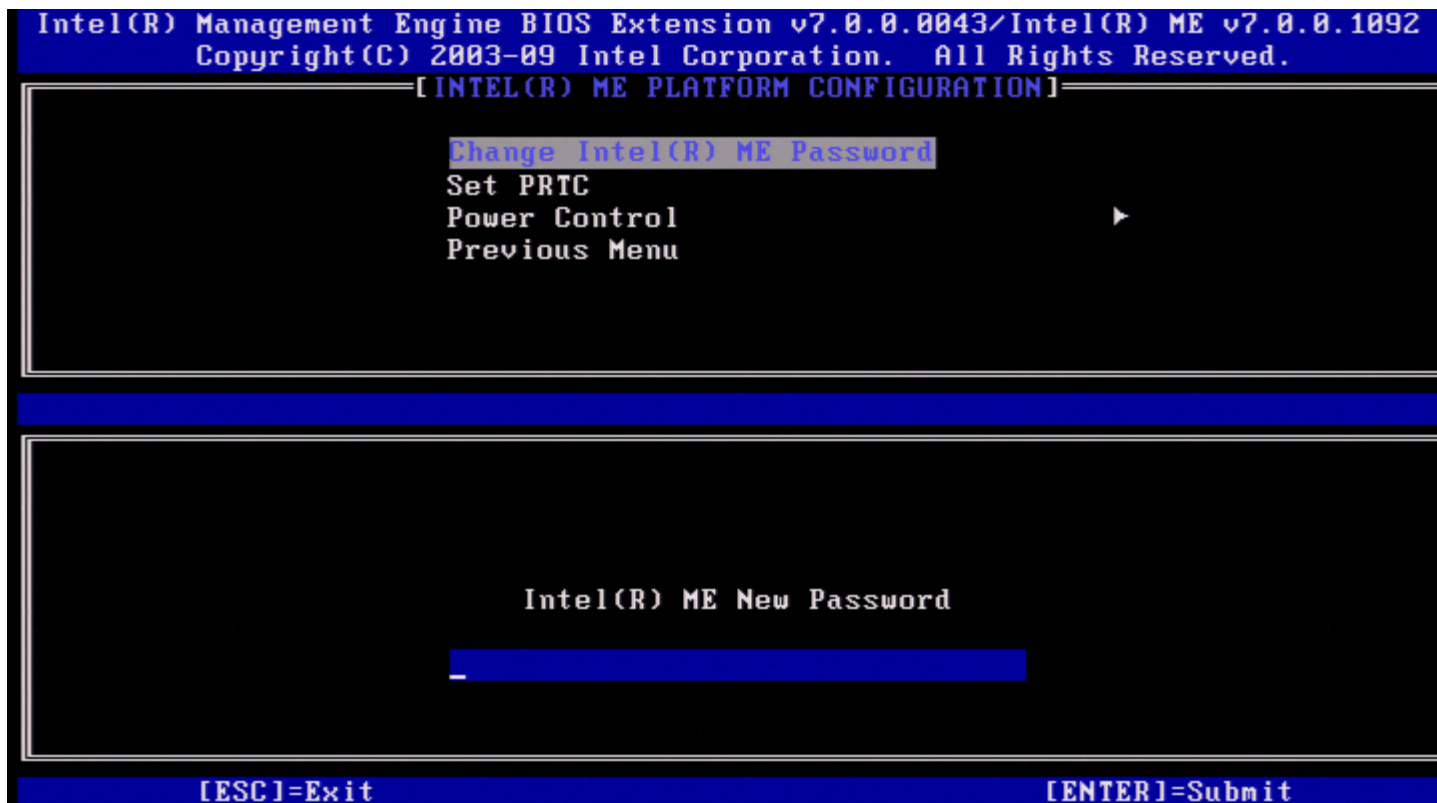 Intel(R) Management Engine BIOS Extension v7.0.0.0043/Intel(R) ME v7.0.0.1092
Copyright(C) 2003-09 Intel Corporation. All Rights Reserved.
[INTEL(R) ME PLATFORM CONFIGURATION]
Change Intel(R) ME Password
Set PRTC
Power Control
Previous Menu
Intel(R) ME New Password
[ESC]=Exit [ENTER]=Submit